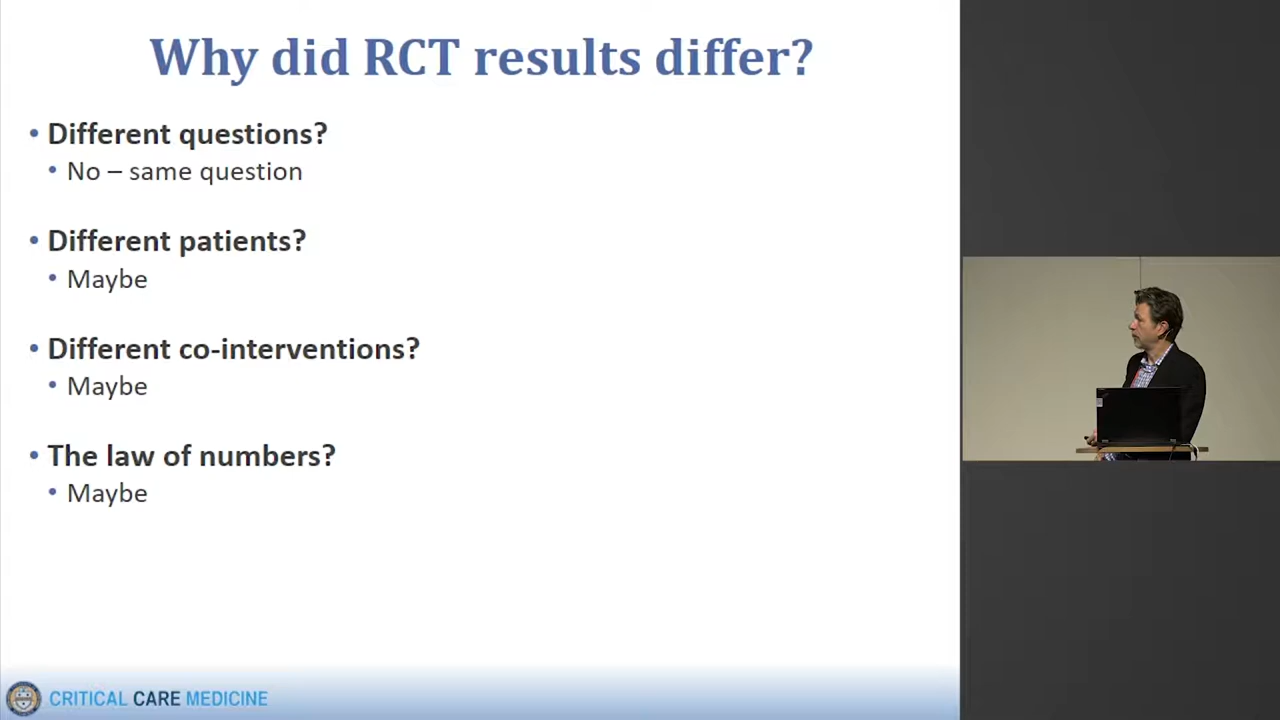 Why did RCT results differ?
• Different questions?
• No – same question
• Different patients?
• Maybe
• Different co-interventions?
• Maybe
• The law of numbers?
• Maybe
CRITICAL CARE MEDICINE